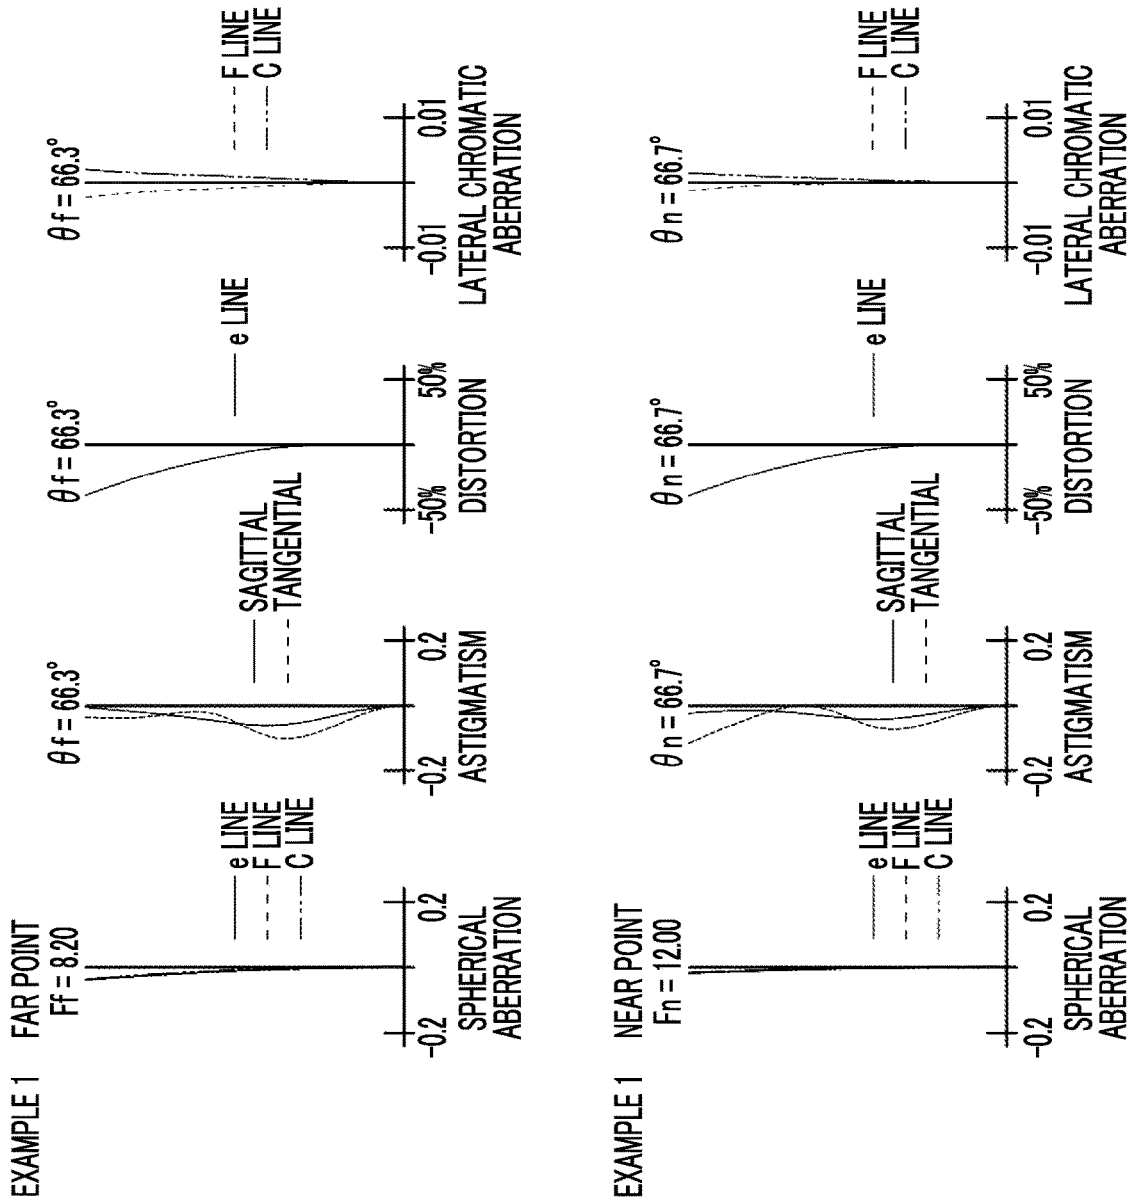 EXAMPLE 1 FAR POINT
Ff = 8.20
e LINE
F LINE
C LINE
-0.2 0.2
SPHERICAL
ABERRATION
θf = 66.3°
SAGITTAL
TANGENTIAL
-0.2 0.2
ASTIGMATISM
θf = 66.3°
e LINE
-50% 50%
DISTORTION
θf = 66.3°
F LINE
C LINE
-0.01 0.01
LATERAL CHROMATIC
ABERRATION
EXAMPLE 1 NEAR POINT
Fn = 12.00
e LINE
F LINE
C LINE
-0.2 0.2
SPHERICAL
ABERRATION
θn = 66.7°
SAGITTAL
TANGENTIAL
-0.2 0.2
ASTIGMATISM
θn = 66.7°
e LINE
-50% 50%
DISTORTION
θn = 66.7°
F LINE
C LINE
-0.01 0.01
LATERAL CHROMATIC
ABERRATION